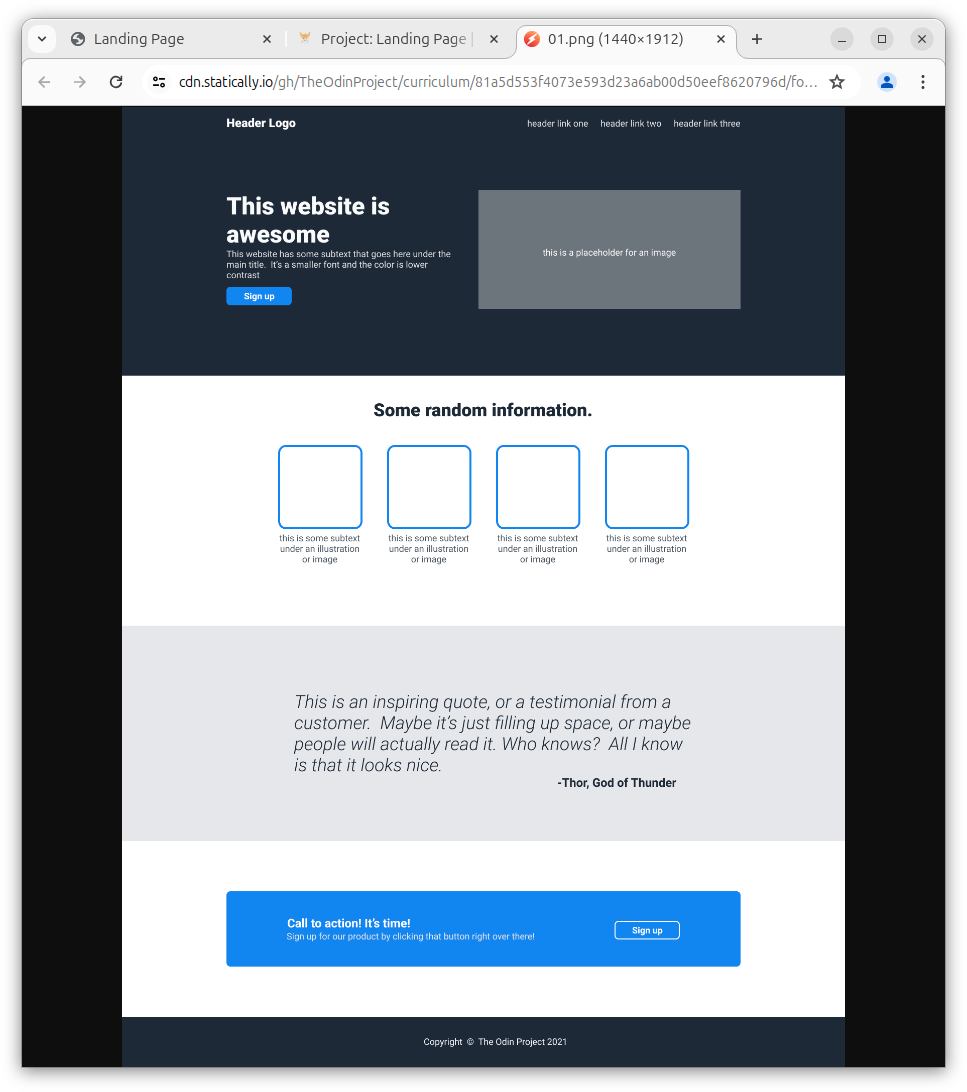 Landing Page
Project: Landing Page |
01.png (1440×1912)
cdn.statically.io/gh/TheOdinProject/curriculum/81a5d553f4073e593d23a6ab00d50eef8620796d/fo…
Header Logo
header link one header link two header link three
This website is
awesome
This website has some subtext that goes here under the
main title. It's a smaller font and the color is lower
contrast
Sign up
this is a placeholder for an image
Some random information.
this is some subtext
under an illustration
or image
this is some subtext
under an illustration
or image
this is some subtext
under an illustration
or image
this is some subtext
under an illustration
or image
This is an inspiring quote, or a testimonial from a
customer. Maybe it's just filling up space, or maybe
people will actually read it. Who knows? All I know
is that it looks nice.
-Thor, God of Thunder
Call to action! It's time!
Sign up for our product by clicking that button right over there!
Sign up
Copyright © The Odin Project 2021